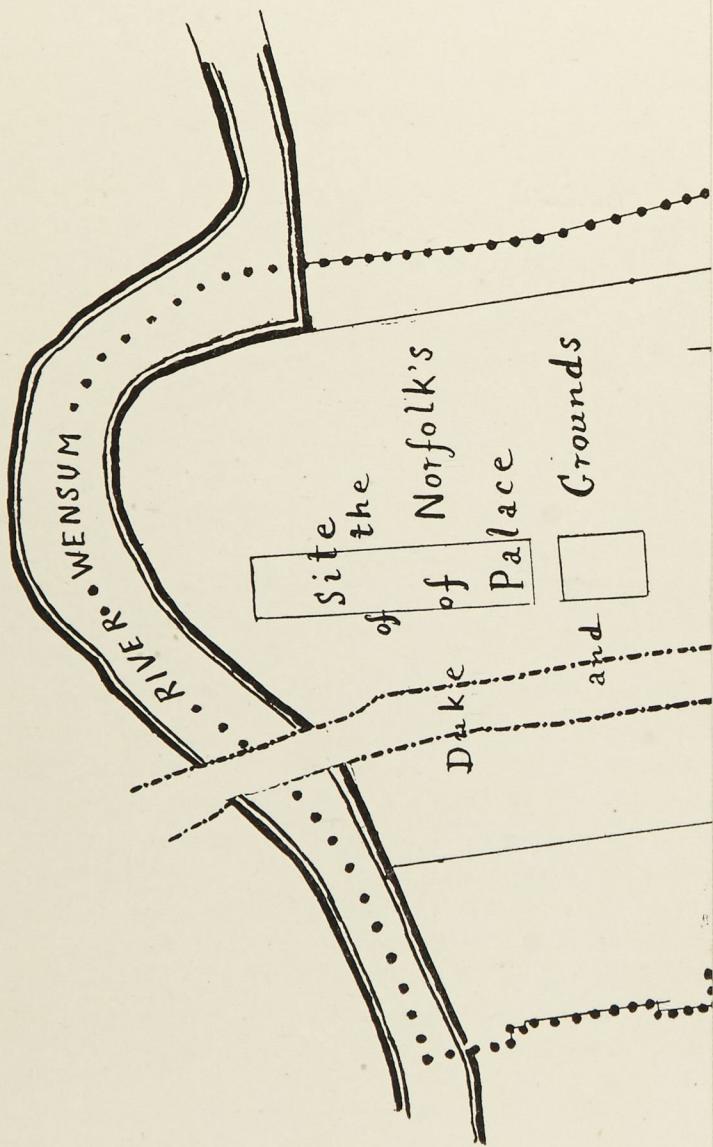 RIVER WENSUM
Site
of the
Duke of Norfolk's
Palace
and Grounds